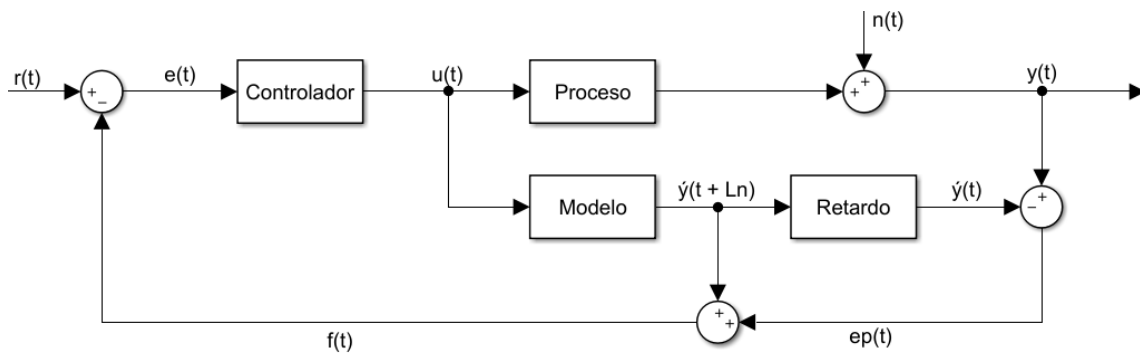 n(t)
r(t)
+
−
e(t)
Controlador
u(t)
Proceso
+
+
y(t)
Modelo
ý(t + Ln)
Retardo
ý(t)
−
+
f(t)
+
+
ep(t)